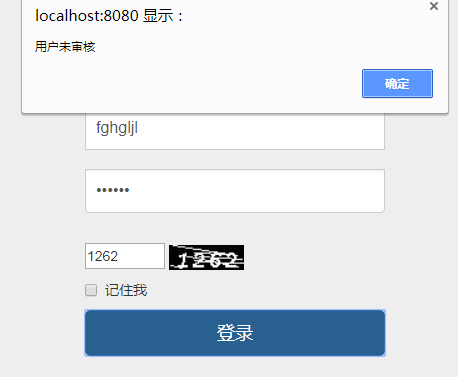 localhost:8080 显示：
用户未审核
确定
fghgljl
••••••
1262
1262
记住我
登录